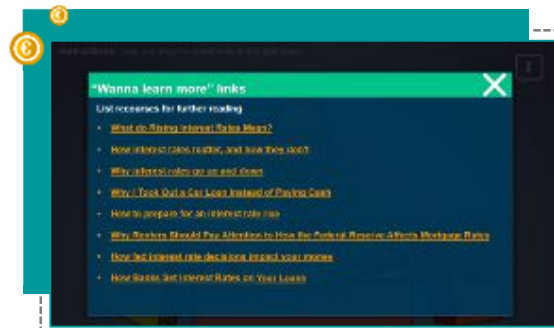 "Wanna learn more" links
List recourses for further reading
• What do Rising Interest Rates Mean?
• How interest rates matter, and how they don't
• Why interest rates go up and down
• Why I Took Out a Car Loan Instead of Paying Cash
• How to prepare for an interest rate rise
• Why Renters Should Pay Attention to How the Federal Reserve Affects Mortgage Rates
• How fed interest rate decisions impact your money
• How Banks Set Interest Rates on Your Loans